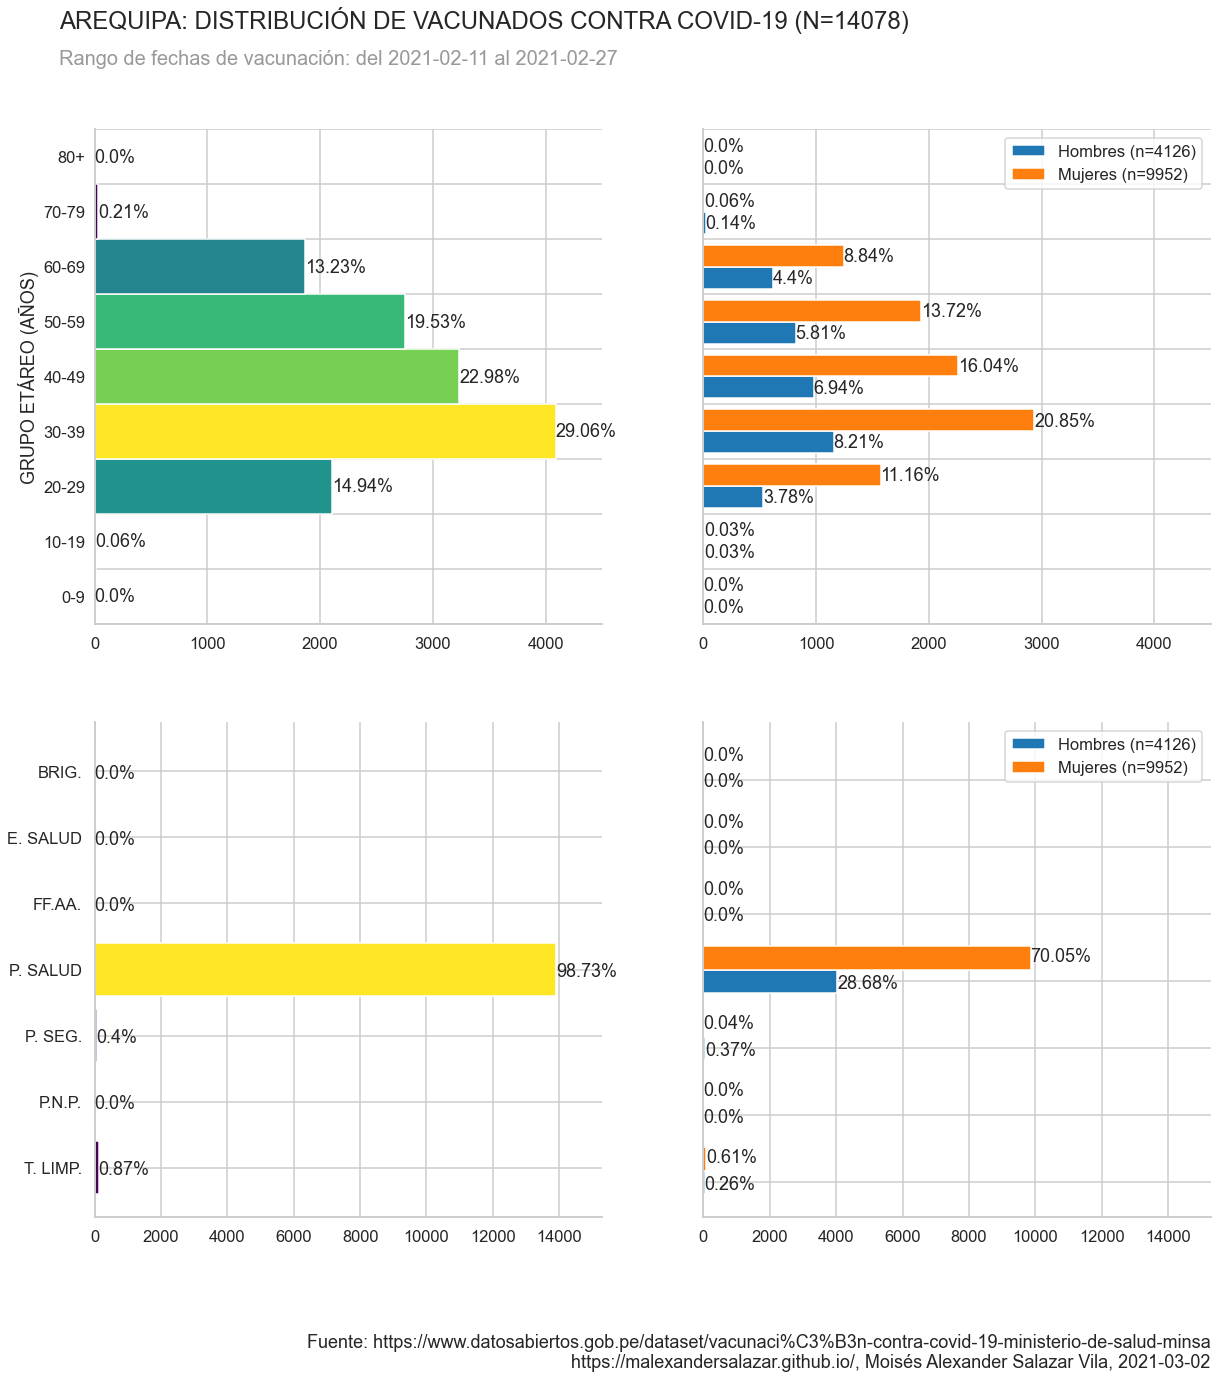 AREQUIPA: DISTRIBUCIÓN DE VACUNADOS CONTRA COVID-19 (N=14078)
Rango de fechas de vacunación: del 2021-02-11 al 2021-02-27
GRUPO ETÁREO (AÑOS)
80+ 0.0%
70-79 0.21%
60-69 13.23%
50-59 19.53%
40-49 22.98%
30-39 29.06%
20-29 14.94%
10-19 0.06%
0-9 0.0%
0 1000 2000 3000 4000
Hombres (n=4126)
Mujeres (n=9952)
0.0%
0.0%
0.06%
0.14%
8.84%
4.4%
13.72%
5.81%
16.04%
6.94%
20.85%
8.21%
11.16%
3.78%
0.03%
0.03%
0.0%
0.0%
0 1000 2000 3000 4000
BRIG. 0.0%
E. SALUD 0.0%
FF.AA. 0.0%
P. SALUD 98.73%
P. SEG. 0.4%
P.N.P. 0.0%
T. LIMP. 0.87%
0 2000 4000 6000 8000 10000 12000 14000
Hombres (n=4126)
Mujeres (n=9952)
0.0%
0.0%
0.0%
0.0%
0.0%
0.0%
70.05%
28.68%
0.04%
0.37%
0.0%
0.0%
0.61%
0.26%
0 2000 4000 6000 8000 10000 12000 14000
Fuente: https://www.datosabiertos.gob.pe/dataset/vacunaci%C3%B3n-contra-covid-19-ministerio-de-salud-minsa
https://malexandersalazar.github.io/, Moisés Alexander Salazar Vila, 2021-03-02